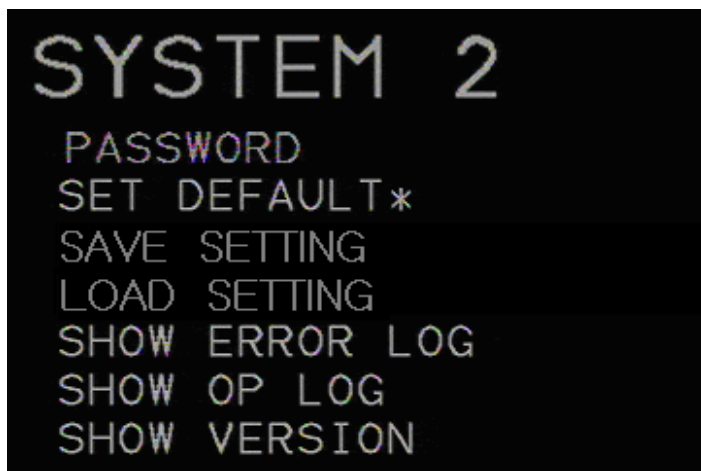 SYSTEM 2
PASSWORD
SET DEFAULT*
SAVE SETTING
LOAD SETTING
SHOW ERROR LOG
SHOW OP LOG
SHOW VERSION